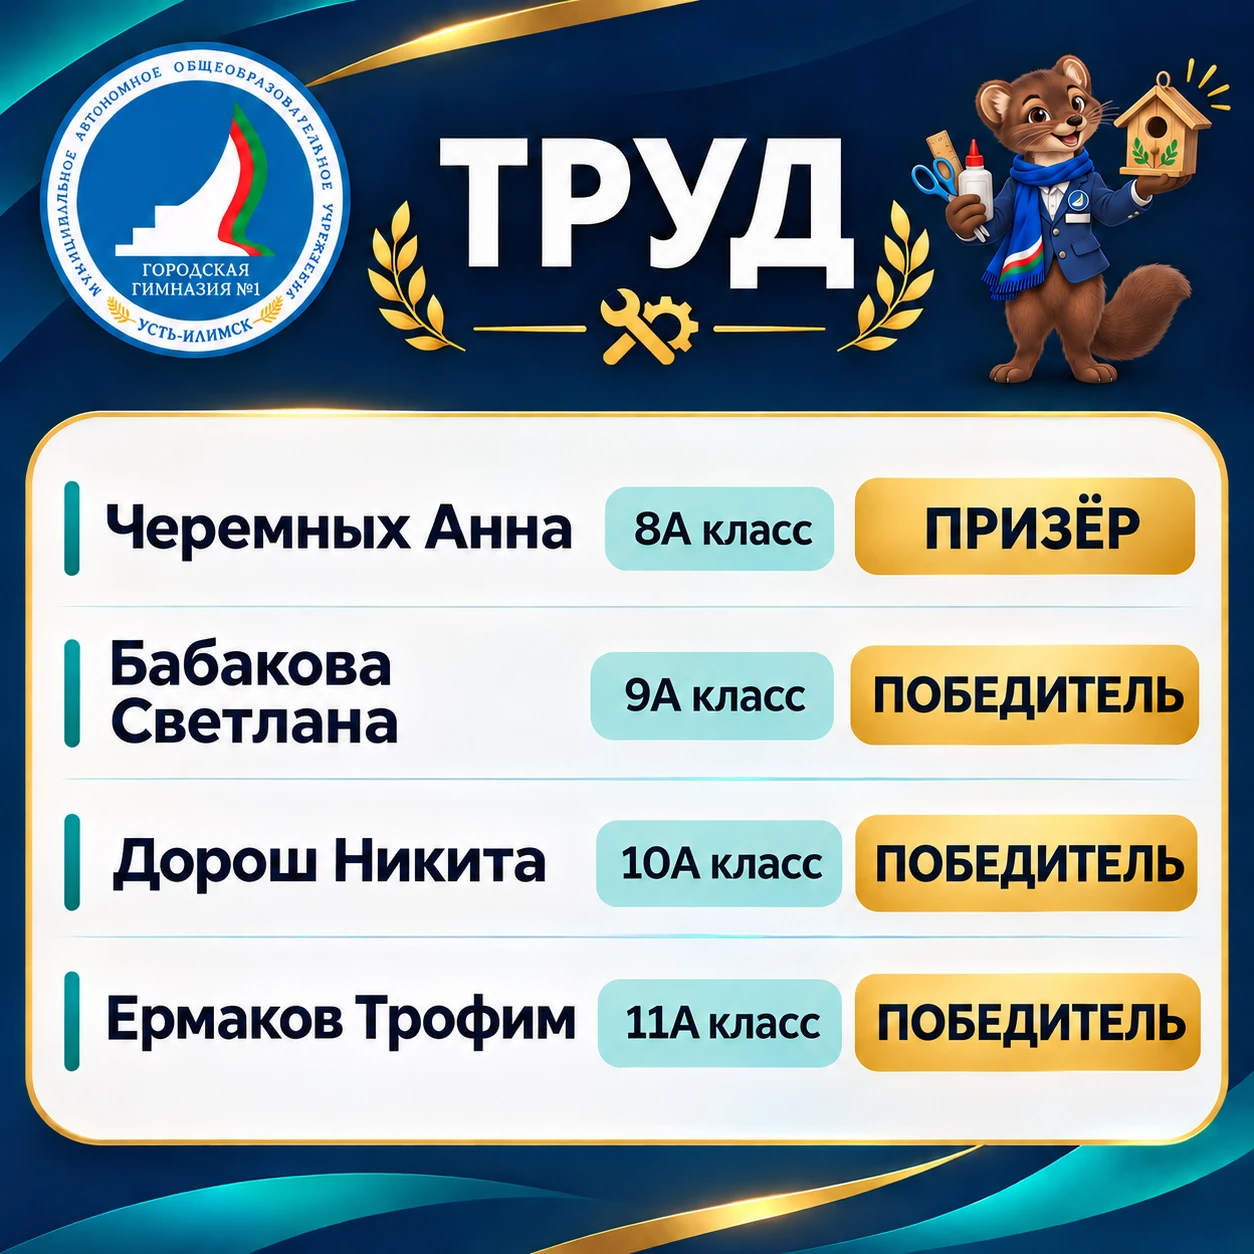 МУНИЦИПАЛЬНОЕ АВТОНОМНОЕ ОБЩЕОБРАЗОВАТЕЛЬНОЕ УЧРЕЖДЕНИЕ
ГОРОДСКАЯ
ГИМНАЗИЯ №1
УСТЬ-ИЛИМСК
ТРУД
Черемных Анна 8А класс ПРИЗЁР
Бабакова
Светлана 9А класс ПОБЕДИТЕЛЬ
Дорош Никита 10А класс ПОБЕДИТЕЛЬ
Ермаков Трофим 11А класс ПОБЕДИТЕЛЬ